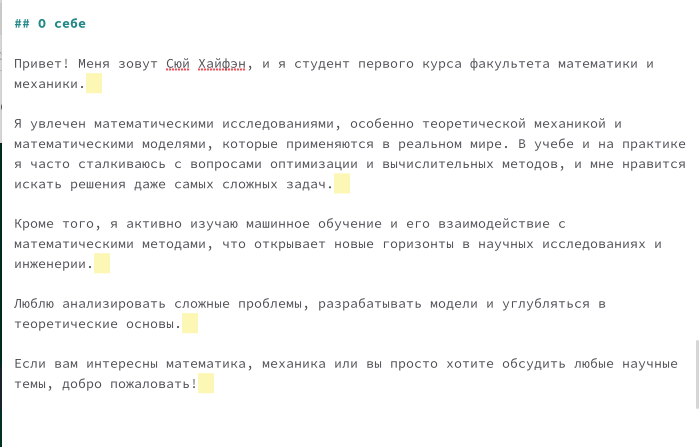 ## О себе
Привет! Меня зовут Сюй Хайфэн, и я студент первого курса факультета математики и
механики.
Я увлечен математическими исследованиями, особенно теоретической механикой и
математическими моделями, которые применяются в реальном мире. В учебе и на практике
я часто сталкиваюсь с вопросами оптимизации и вычислительных методов, и мне нравится
искать решения даже самых сложных задач.
Кроме того, я активно изучаю машинное обучение и его взаимодействие с
математическими методами, что открывает новые горизонты в научных исследованиях и
инженерии.
Люблю анализировать сложные проблемы, разрабатывать модели и углубляться в
теоретические основы.
Если вам интересны математика, механика или вы просто хотите обсудить любые научные
темы, добро пожаловать!